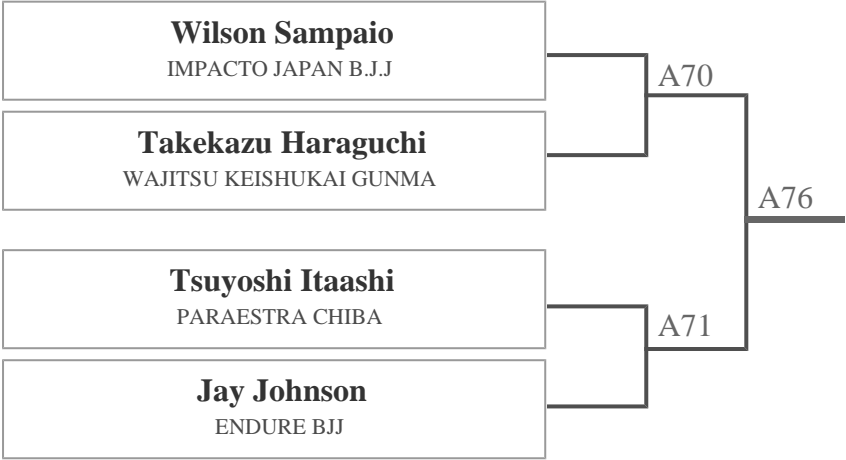 Wilson Sampaio
IMPACTO JAPAN B.J.J
A70
Takekazu Haraguchi
WAJITSU KEISHUKAI GUNMA
A76
Tsuyoshi Itaashi
PARAESTRA CHIBA
A71
Jay Johnson
ENDURE BJJ